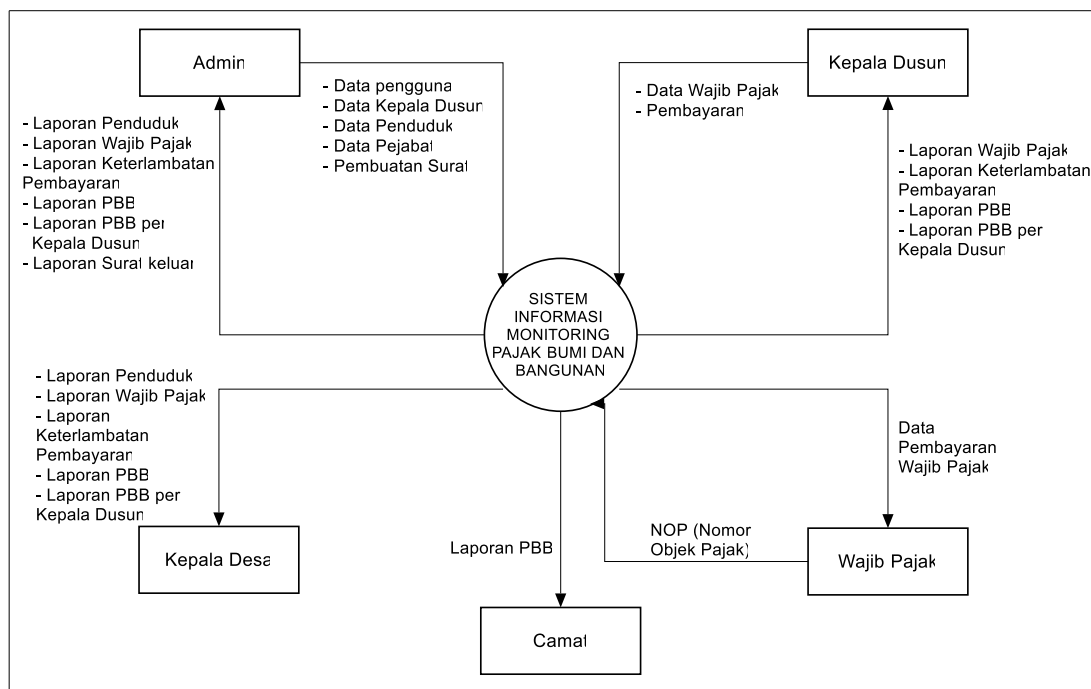 Admin
Kepala Dusun
- Data pengguna
- Data Kepala Dusun
- Data Penduduk
- Data Pejabat
- Pembuatan Surat
- Data Wajib Pajak
- Pembayaran
- Laporan Penduduk
- Laporan Wajib Pajak
- Laporan Keterlambatan
Pembayaran
- Laporan PBB
- Laporan PBB per
Kepala Dusun
- Laporan Surat keluar
- Laporan Wajib Pajak
- Laporan Keterlambatan
Pembayaran
- Laporan PBB
- Laporan PBB per
Kepala Dusun
SISTEM
INFORMASI
MONITORING
PAJAK BUMI DAN
BANGUNAN
- Laporan Penduduk
- Laporan Wajib Pajak
- Laporan
Keterlambatan
Pembayaran
- Laporan PBB
- Laporan PBB per
Kepala Dusun
Data
Pembayaran
Wajib Pajak
NOP (Nomor
Objek Pajak)
Laporan PBB
Kepala Desa
Wajib Pajak
Camat